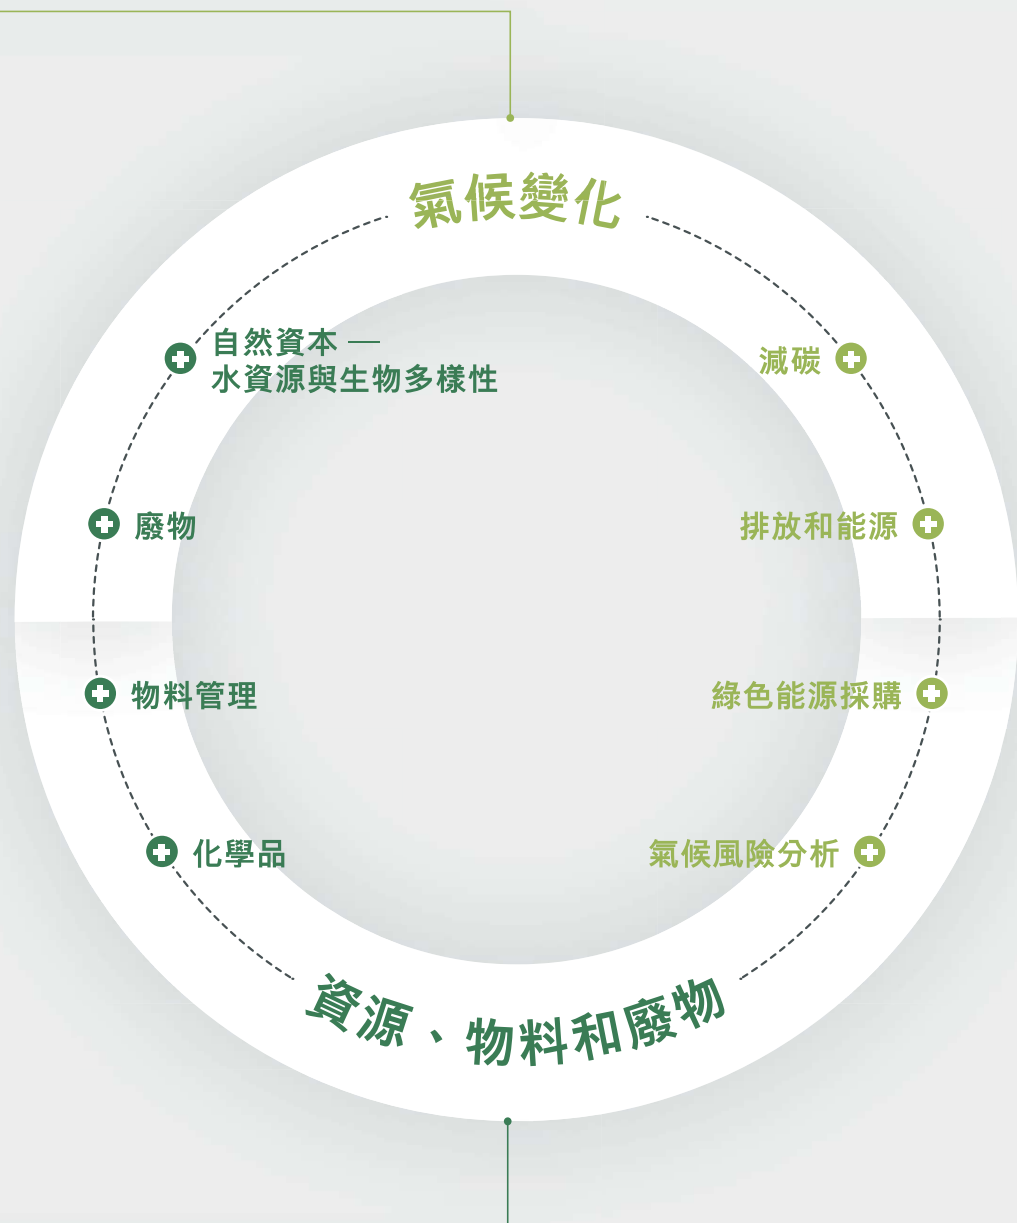 氣候變化
自然資本 —
水資源與生物多樣性
減碳
廢物
排放和能源
物料管理
綠色能源採購
化學品
氣候風險分析
資源、物料和廢物